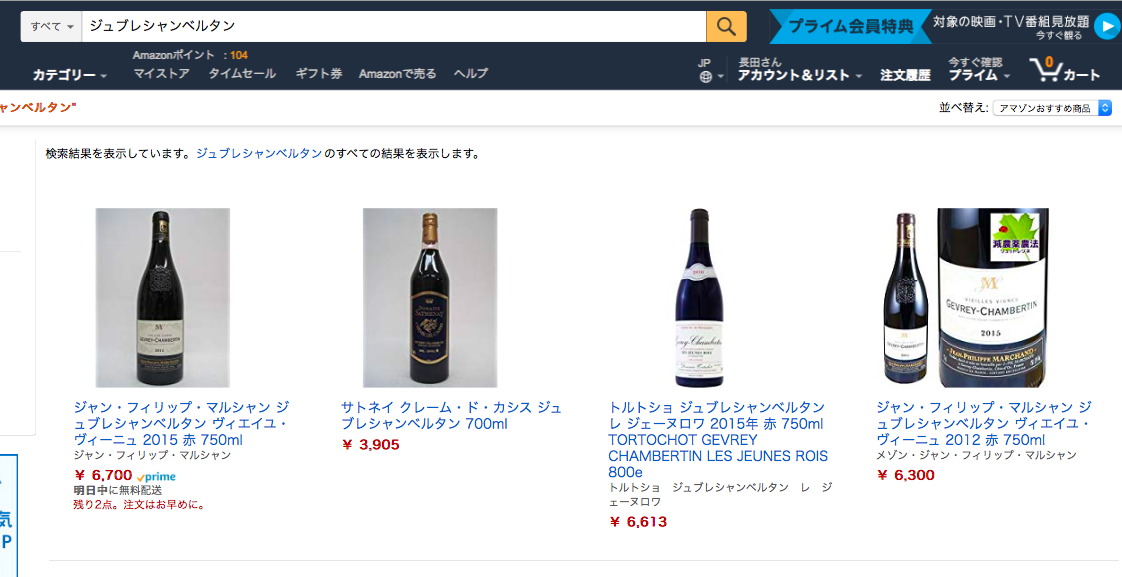 すべて
ジュブレシャンベルタン
プライム会員特典
対象の映画・TV番組見放題
今すぐ観る
カテゴリー
Amazonポイント : 104
マイストア
タイムセール
ギフト券
Amazonで売る
ヘルプ
JP
長田さん
アカウント&リスト
注文履歴
今すぐ確認
プライム
0
カート
ャンベルタン"
並べ替え:
アマゾンおすすめ商品
検索結果を表示しています。ジュブレシャンベルタン のすべての結果を表示します。
GEVREY-CHAMBERTIN
減農薬農法
VIEILLES VIGNES
GEVREY-CHAMBERTIN
2015
JEAN-PHILIPPE MARCHAND
ジャン・フィリップ・マルシャン ジ
ュブレシャンベルタン ヴィエイユ・
ヴィーニュ 2015 赤 750ml
ジャン・フィリップ・マルシャン
¥ 6,700 prime
明日中に無料配送
残り2点。注文はお早めに。
サトネイ クレーム・ド・カシス ジュ
ブレシャンベルタン 700ml
¥ 3,905
トルトショ ジュブレシャンベルタン
レ ジェーヌロワ 2015年 赤 750ml
TORTOCHOT GEVREY
CHAMBERTIN LES JEUNES ROIS
800e
トルトショ ジュブレシャンベルタン レ ジ
ェーヌロワ
¥ 6,613
ジャン・フィリップ・マルシャン ジ
ュブレシャンベルタン ヴィエイユ・
ヴィーニュ 2012 赤 750ml
メゾン・ジャン・フィリップ・マルシャン
¥ 6,300
気
P